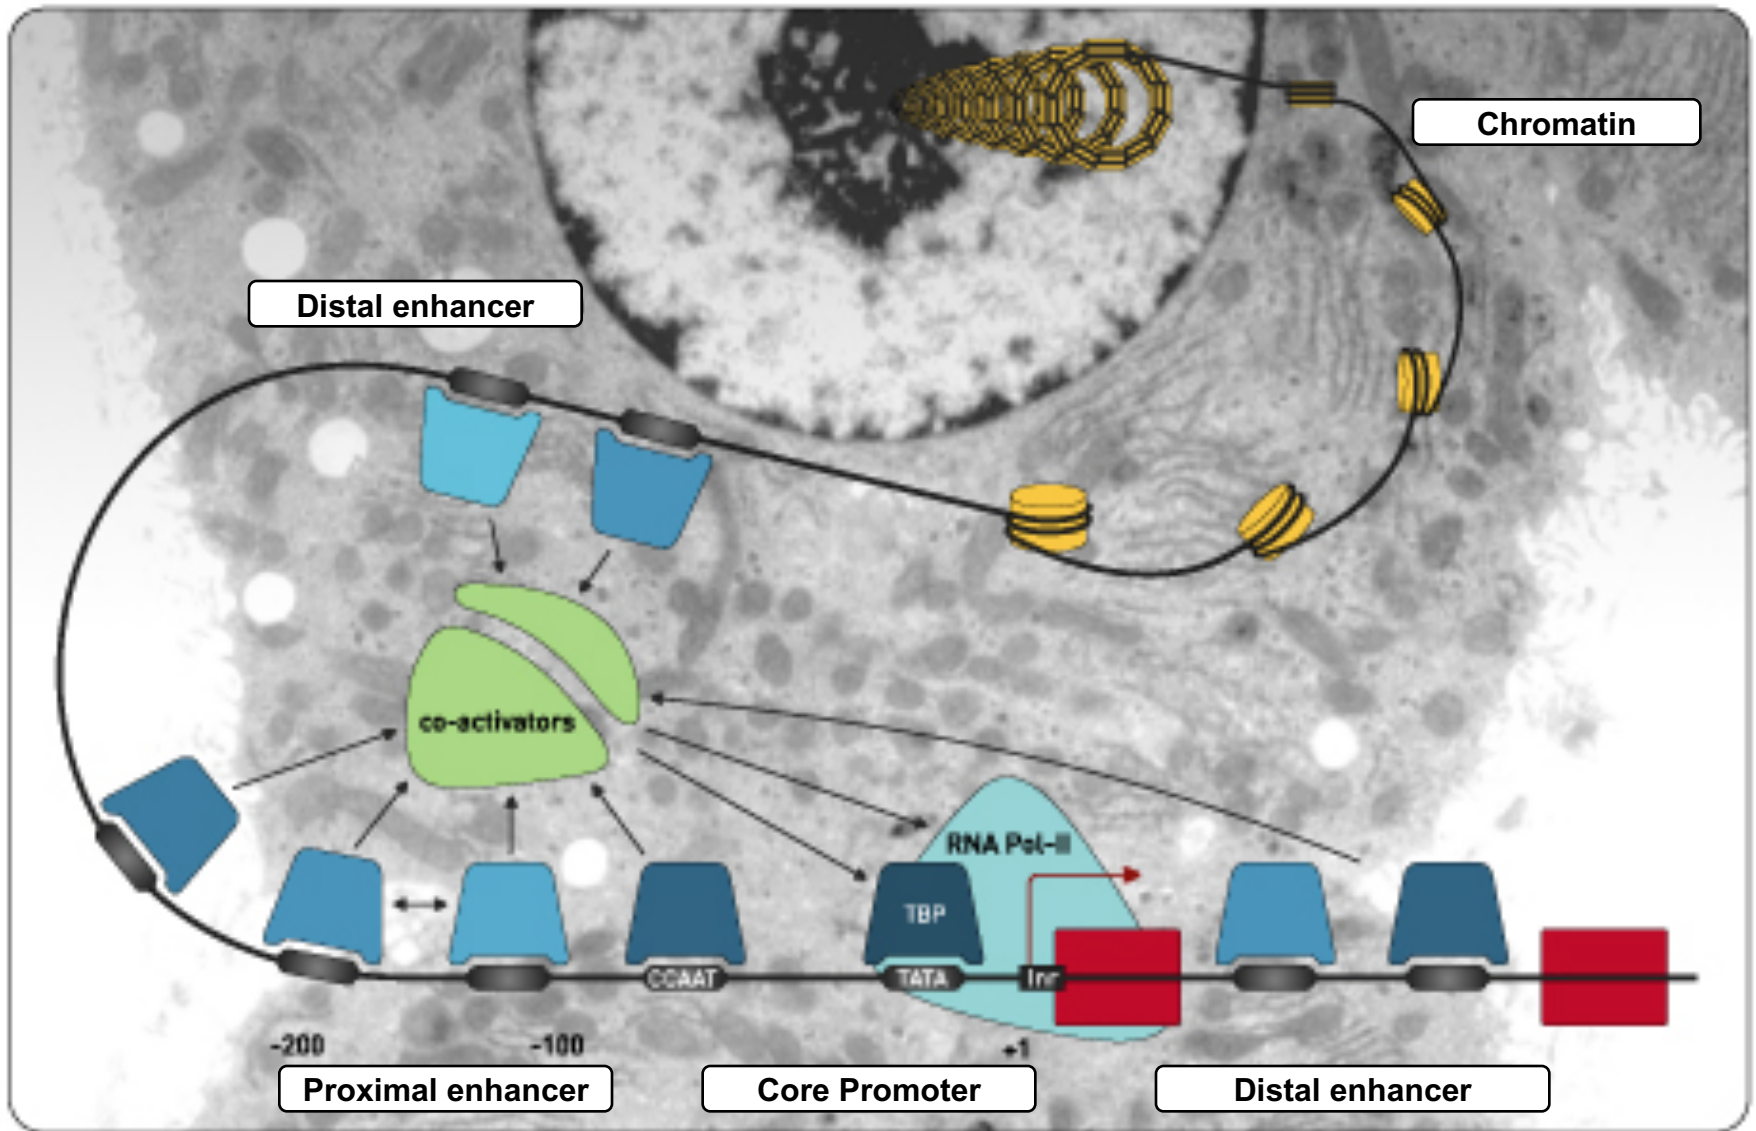 Chromatin
Distal enhancer
co-activators
RNA Pol-II
TBP
CCAAT
TATA
Inr
-200
-100
+1
Proximal enhancer
Core Promoter
Distal enhancer